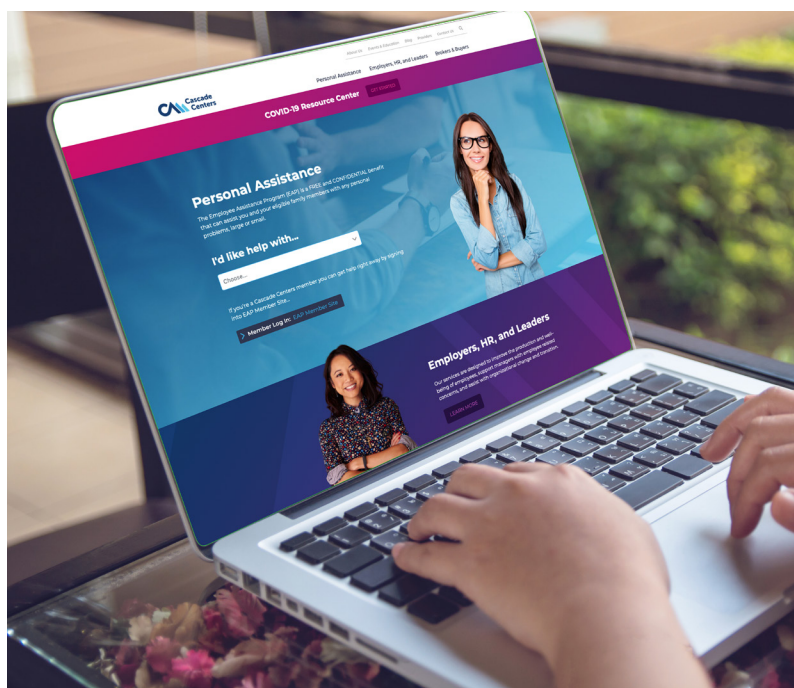 About Us Events & Education Blog Providers Contact Us
Personal Assistance Employers, HR, and Leaders Brokers & Buyers
Cascade
Centers
COVID-19 Resource Center GET STARTED
Personal Assistance
The Employee Assistance Program (EAP) is a FREE and CONFIDENTIAL benefit
that can assist you and your eligible family members with any personal
problems, large or small.
I'd like help with...
Choose...
If you're a Cascade Centers member you can get help right away by signing
into EAP Member Site...
Member Log In: EAP Member Site
Employers, HR, and Leaders
Our services are designed to improve the production and well-
being of employees, support managers with employee related
concerns, and assist with organizational change and transition.
LEARN MORE